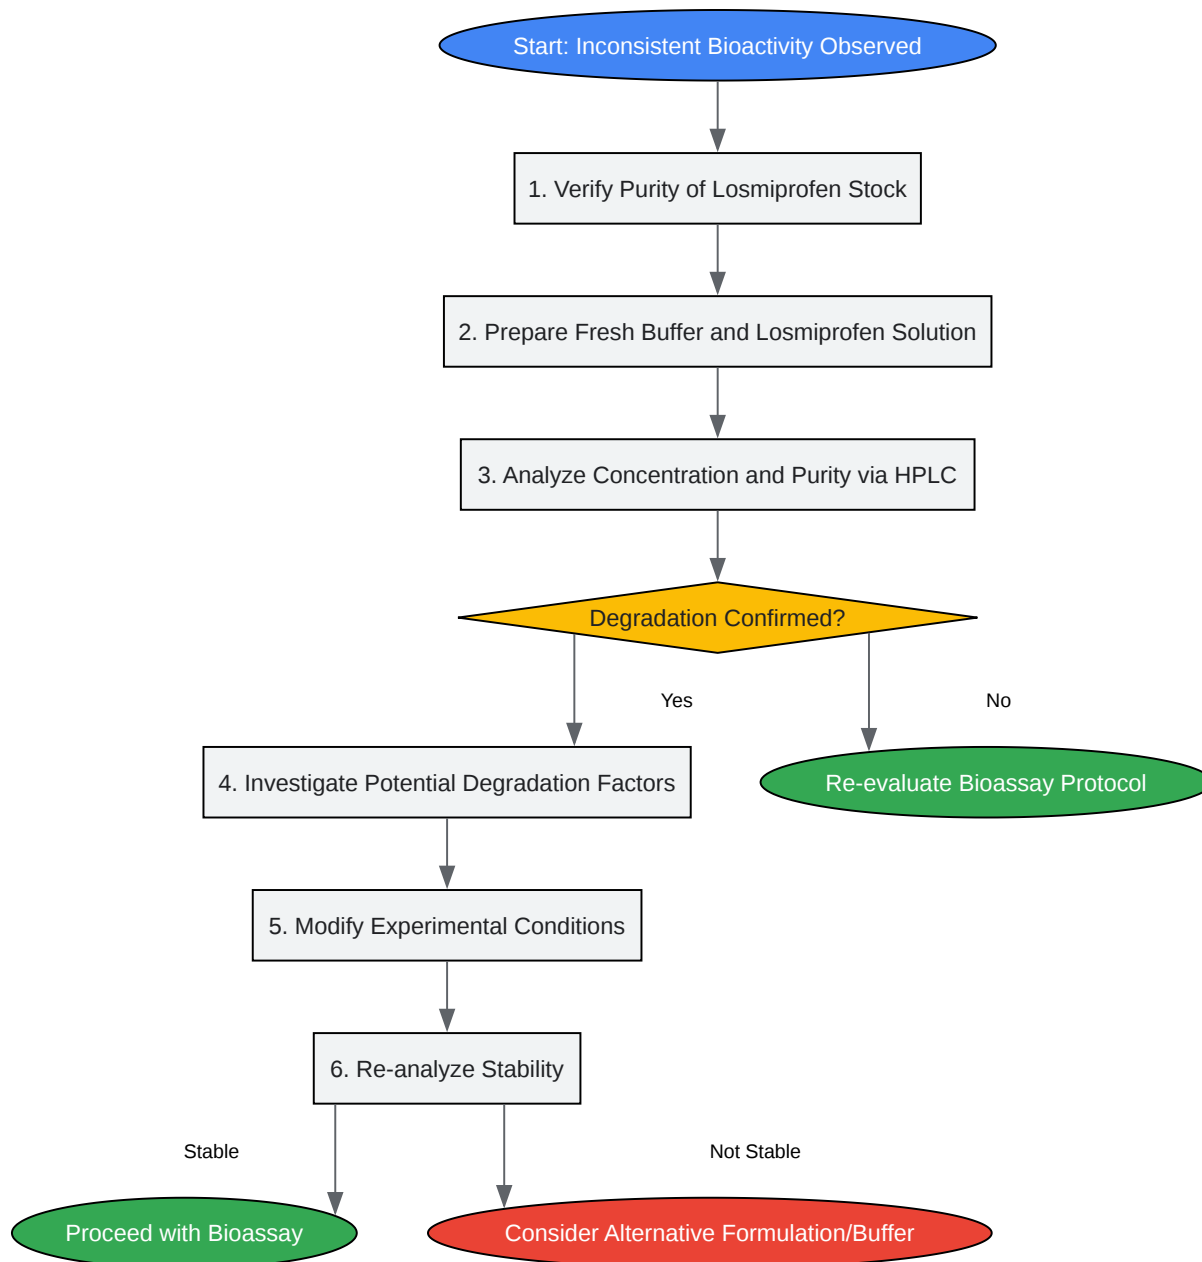 Start: Inconsistent Bioactivity Observed
1. Verify Purity of Losmiprofen Stock
2. Prepare Fresh Buffer and Losmiprofen Solution
3. Analyze Concentration and Purity via HPLC
Degradation Confirmed?
Yes
No
4. Investigate Potential Degradation Factors
Re-evaluate Bioassay Protocol
5. Modify Experimental Conditions
6. Re-analyze Stability
Stable
Not Stable
Proceed with Bioassay
Consider Alternative Formulation/Buffer